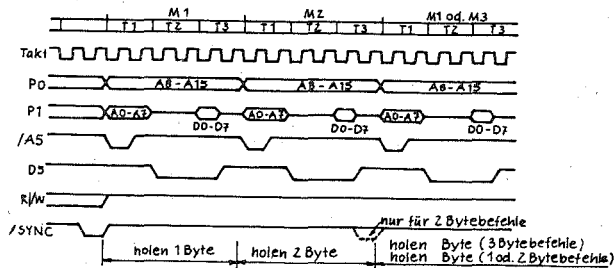 M1 M2 M1 od. M3
T1 T2 T3 T1 T2 T3 T1 T2 T3
Takt
P0 A8-A15 A8-A15 A8-A15
P1 A0-A7 A0-A7 A0-A7
D0-D7 D0-D7 D0-D7
/AS
DS
R/W
/SYNC
nur für 2 Bytebefehle
holen 1 Byte holen 2 Byte holen Byte (3 Bytebefehle)
holen Byte (1 od. 2 Bytebefehle)